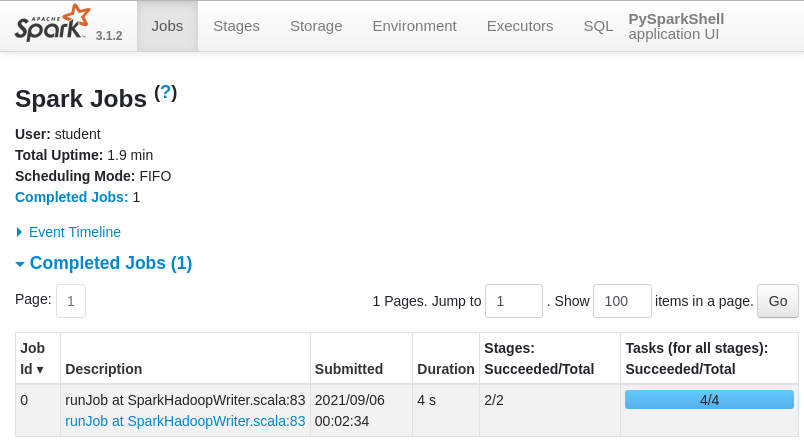 APACHE
Spark 3.1.2 Jobs Stages Storage Environment Executors SQL PySparkShell application UI
Spark Jobs (?)
User: student
Total Uptime: 1.9 min
Scheduling Mode: FIFO
Completed Jobs: 1
Event Timeline
Completed Jobs (1)
Page: 1 1 Pages. Jump to 1 . Show 100 items in a page. Go
Job Id ▾ Description Submitted Duration Stages: Succeeded/Total Tasks (for all stages): Succeeded/Total
0 runJob at SparkHadoopWriter.scala:83 2021/09/06 4 s 2/2 4/4
runJob at SparkHadoopWriter.scala:83 00:02:34